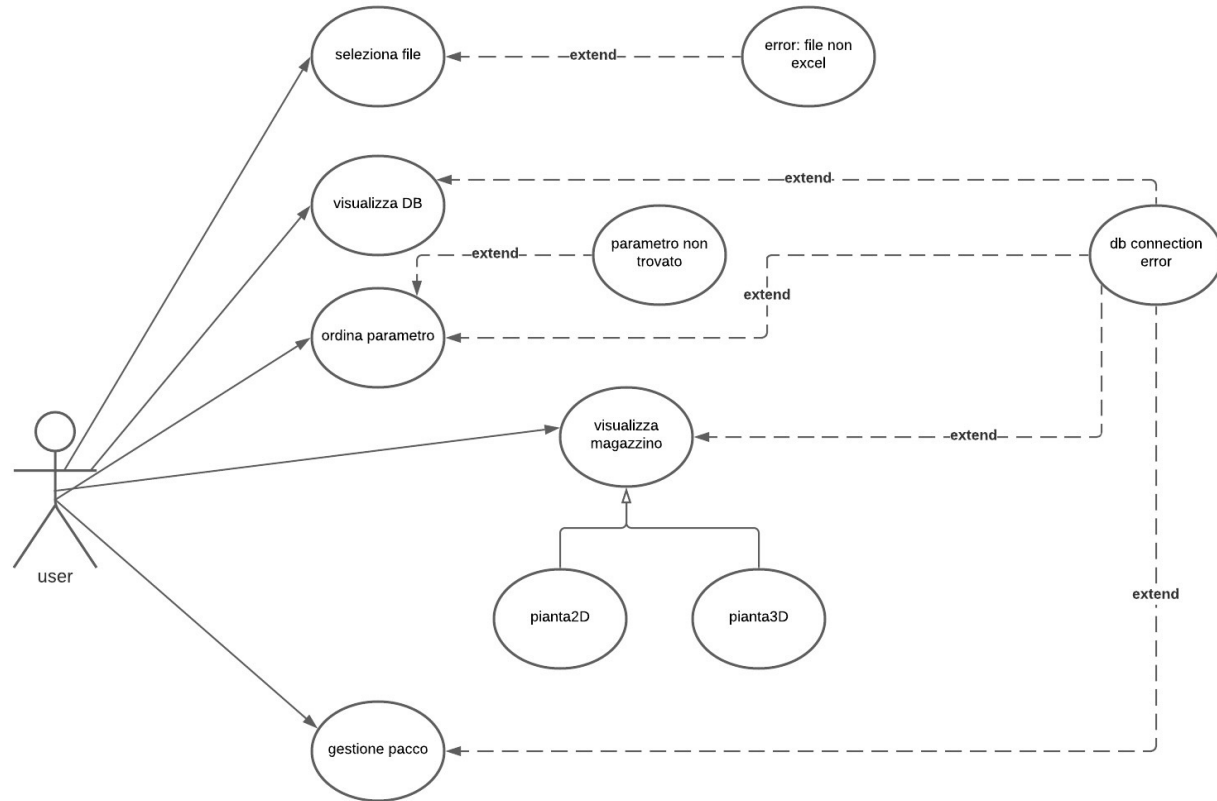 seleziona file
extend
error: file non
excel
visualizza DB
extend
parametro non
trovato
extend
db connection
error
ordina parametro
extend
visualizza
magazzino
extend
user
pianta2D
pianta3D
extend
gestione pacco